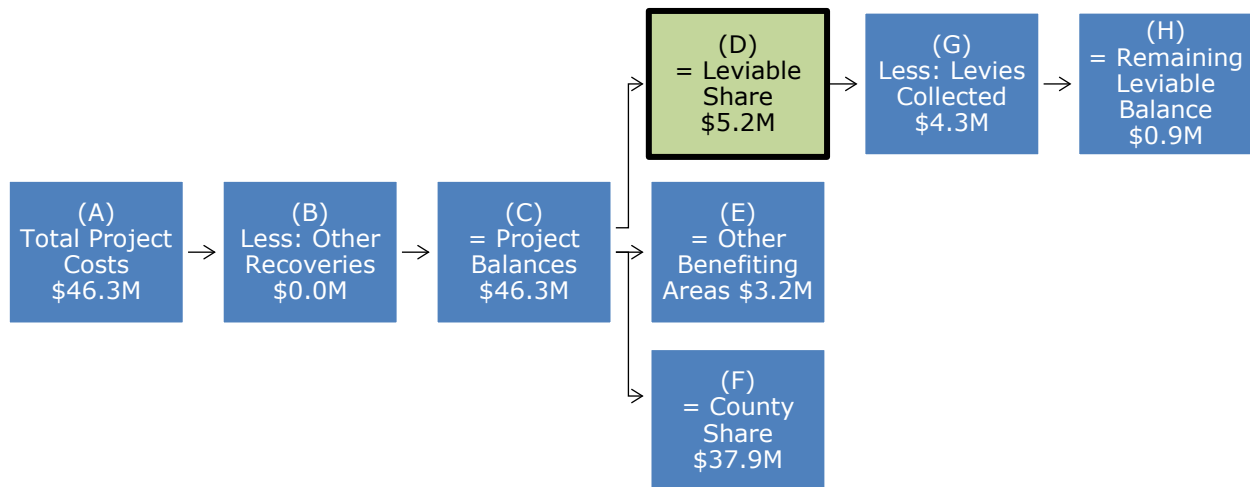 (A)
Total Project
Costs
$46.3M
(B)
Less: Other
Recoveries
$0.0M
(C)
= Project
Balances
$46.3M
(D)
= Leviable
Share
$5.2M
(G)
Less: Levies
Collected
$4.3M
(H)
= Remaining
Leviable
Balance
$0.9M
(E)
= Other
Benefiting
Areas $3.2M
(F)
= County
Share
$37.9M